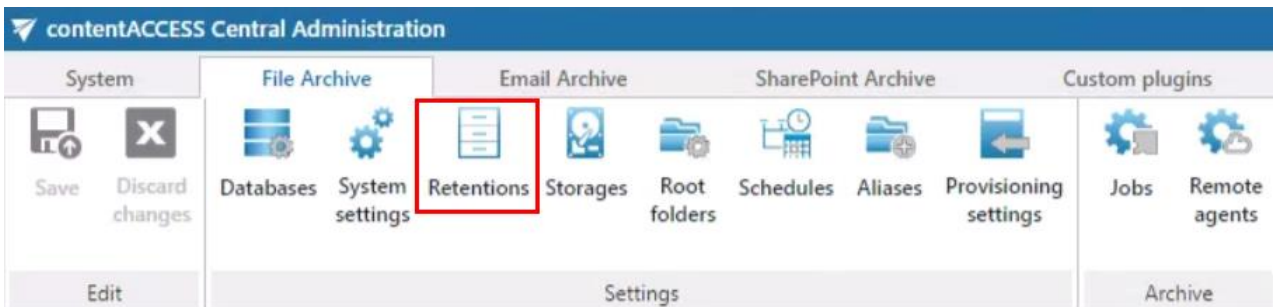 contentACCESS Central Administration
System File Archive Email Archive SharePoint Archive Custom plugins
Save Discard changes Databases System settings Retentions Storages Root folders Schedules Aliases Provisioning settings Jobs Remote agents
Edit Settings Archive